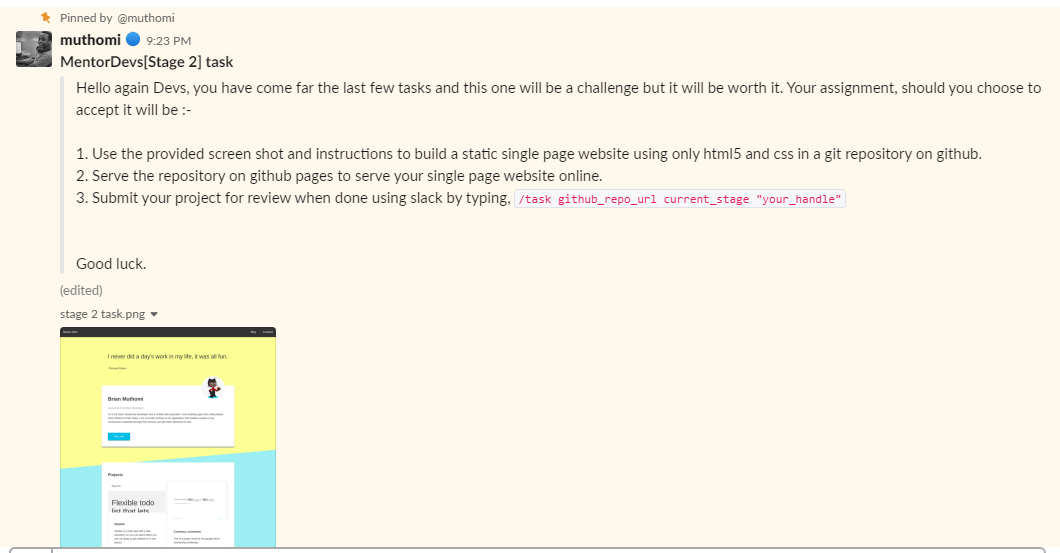 Pinned by @muthomi
muthomi 9:23 PM
MentorDevs[Stage 2] task
Hello again Devs, you have come far the last few tasks and this one will be a challenge but it will be worth it. Your assignment, should you choose to
accept it will be :-
1. Use the provided screen shot and instructions to build a static single page website using only html5 and css in a git repository on github.
2. Serve the repository on github pages to serve your single page website online.
3. Submit your project for review when done using slack by typing, /task github_repo_url current_stage "your_handle"
Good luck.
(edited)
stage 2 task.png
I never did a day's work in my life, it was all fun.
Brian Muthomi
Projects
Flexible todo
list that lets
Currency converter